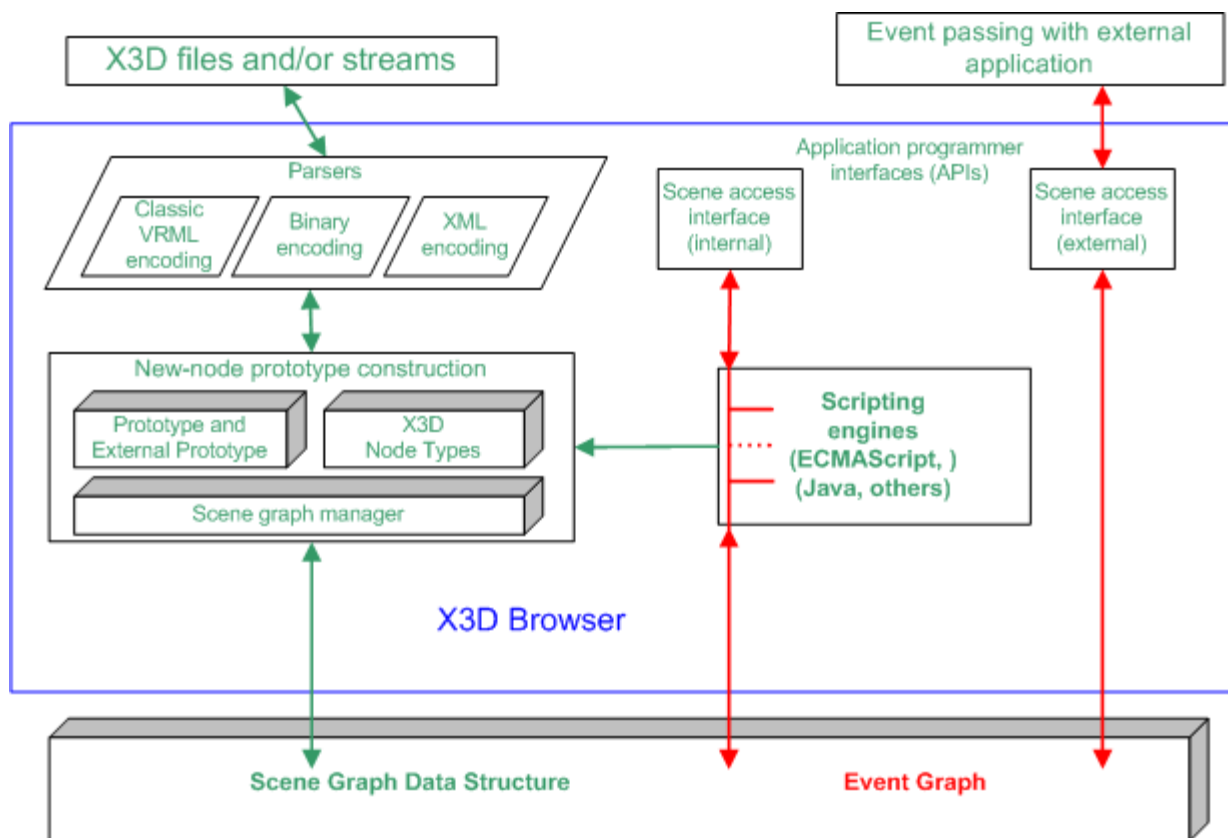 X3D files and/or streams
Event passing with external
application
Parsers
Classic
VRML
encoding
Binary
encoding
XML
encoding
Application programmer
interfaces (APIs)
Scene access
interface
(internal)
Scene access
interface
(external)
New-node prototype construction
Prototype and
External Prototype
X3D
Node Types
Scene graph manager
Scripting
engines
(ECMAScript, )
(Java, others)
X3D Browser
Scene Graph Data Structure
Event Graph